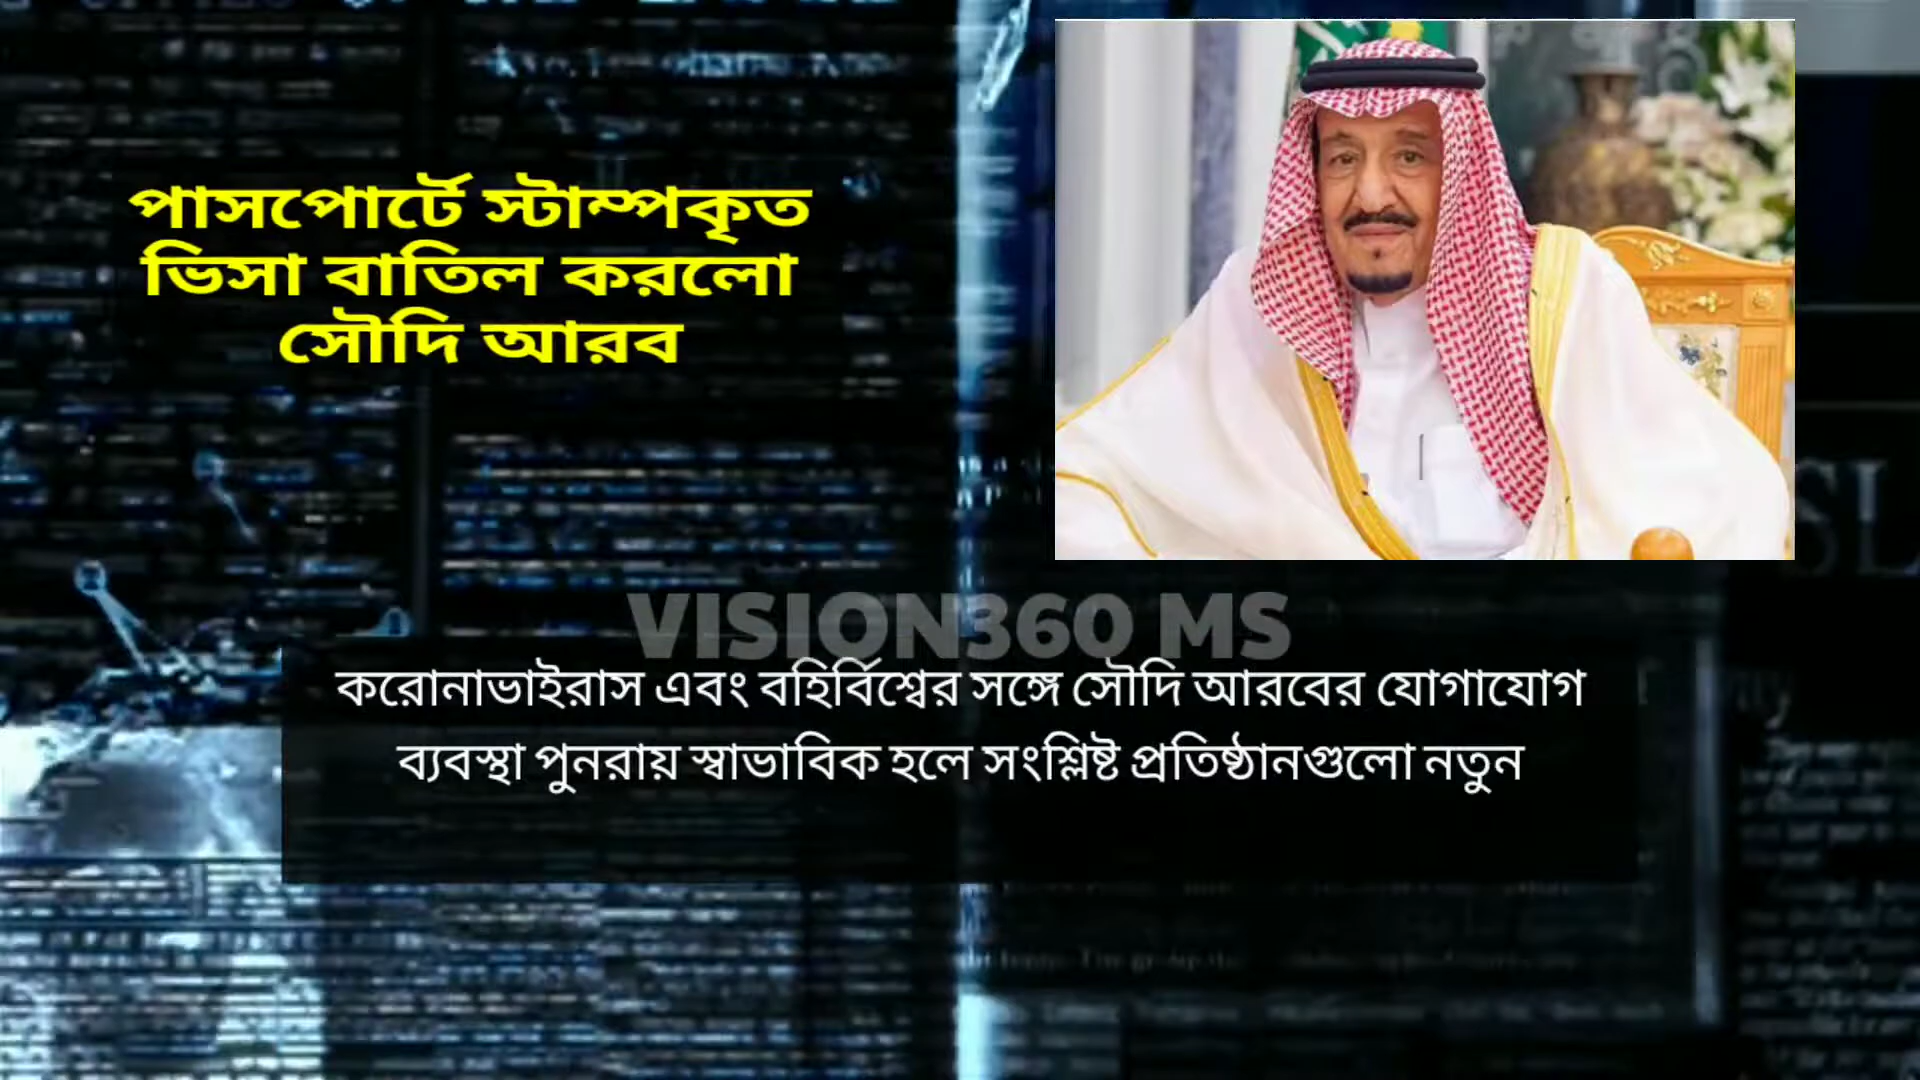 পাসপোর্টে স্টাম্পকৃত
ভিসা বাতিল করলো
সৌদি আরব
VISION360 MS
করোনাভাইরাস এবং বহির্বিশ্বের সঙ্গে সৌদি আরবের যোগাযোগ
ব্যবস্থা পুনরায় স্বাভাবিক হলে সংশ্লিষ্ট প্রতিষ্ঠানগুলো নতুন